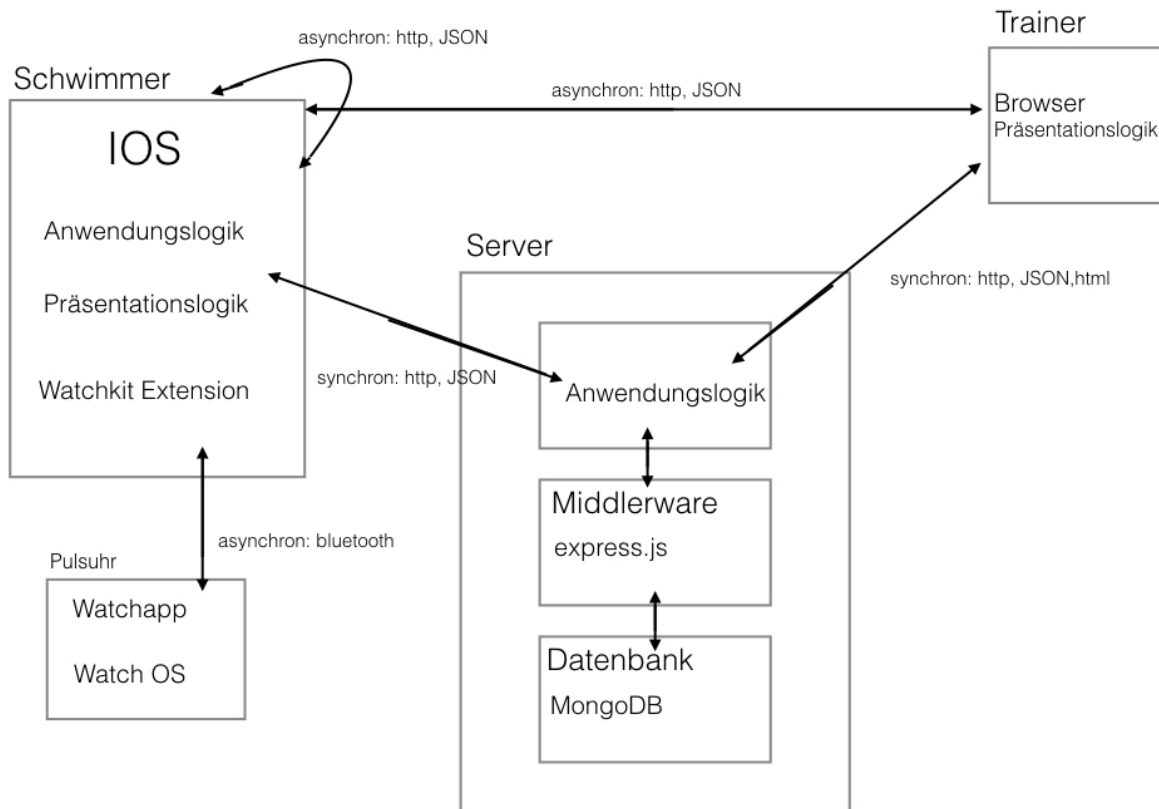 Trainer
asynchron: http, JSON
Schwimmer
asynchron: http, JSON
Browser
Präsentationslogik
IOS
Anwendungslogik
Präsentationslogik
Watchkit Extension
Server
synchron: http, JSON,html
synchron: http, JSON
Anwendungslogik
Middlerware
express.js
asynchron: bluetooth
Pulsuhr
Watchapp
Watch OS
Datenbank
MongoDB